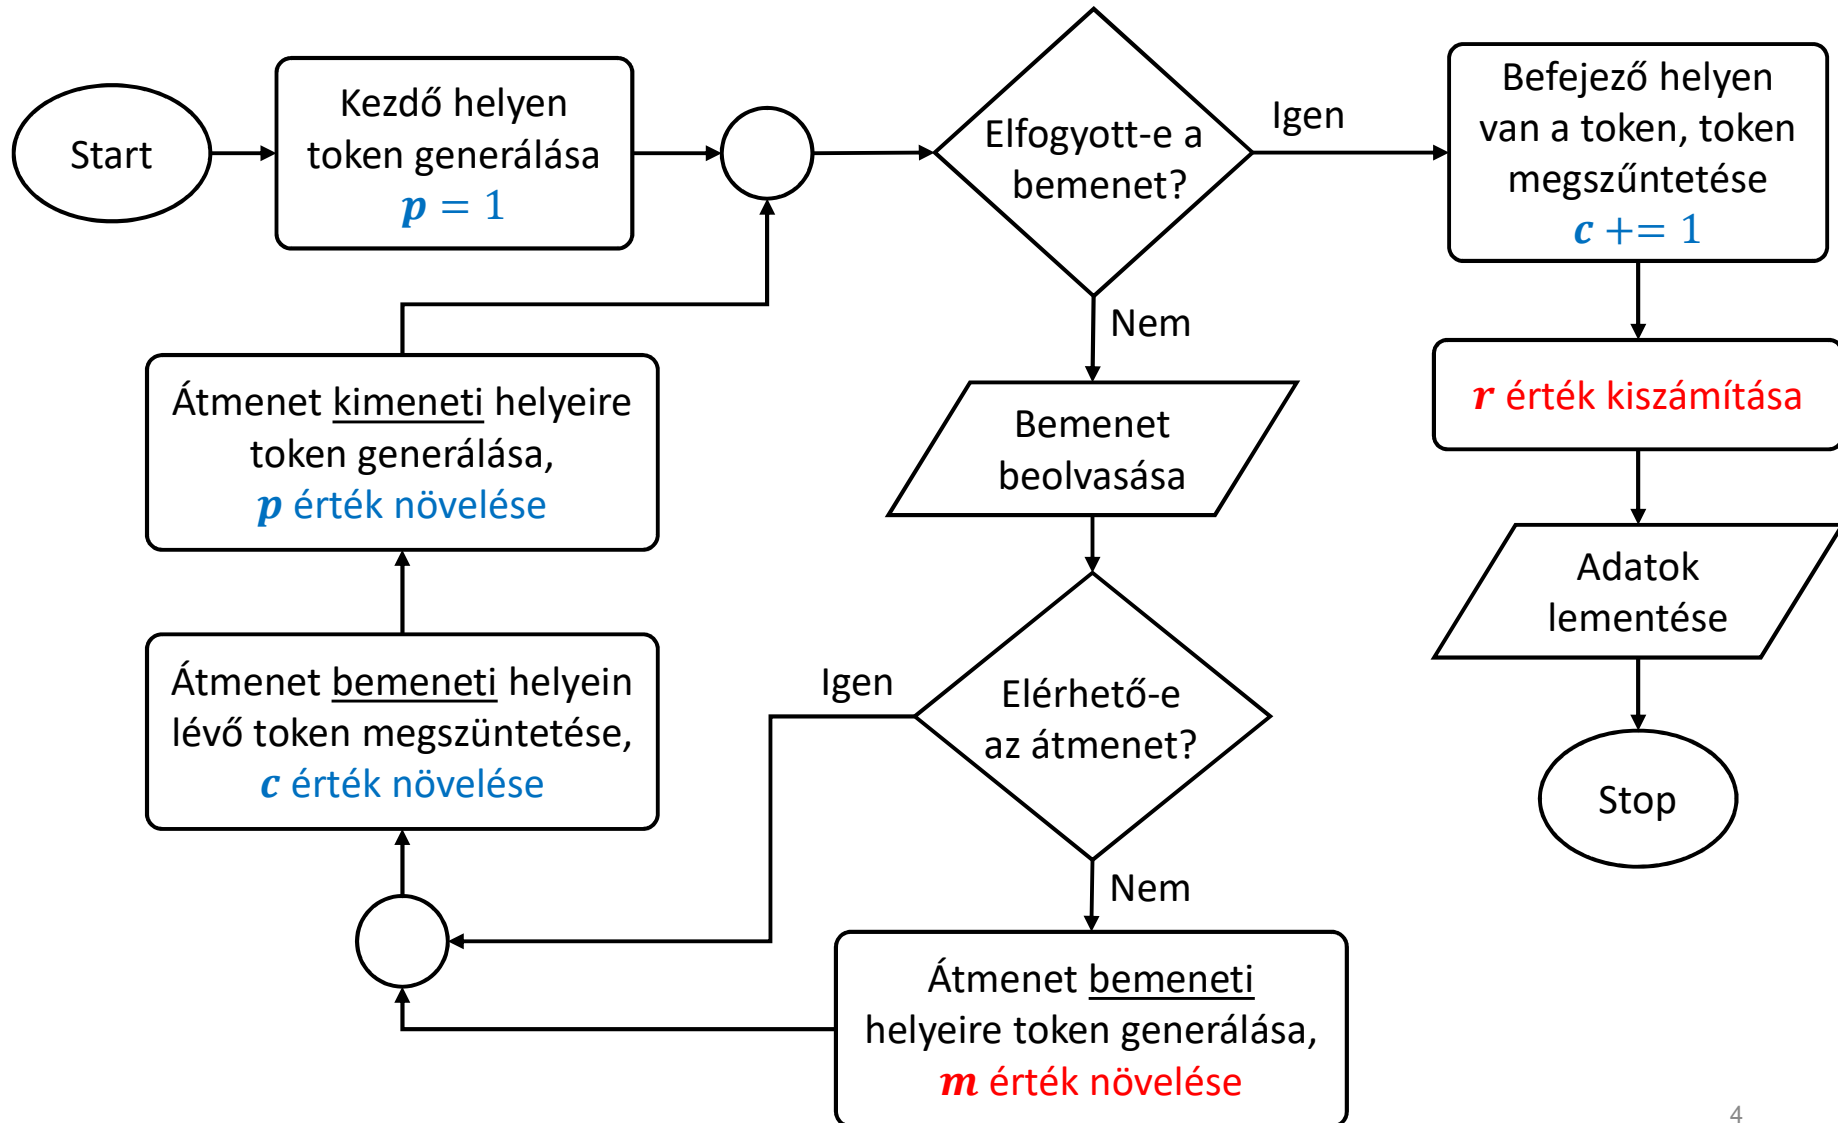 Start
Kezdő helyen
token generálása
p = 1
Elfogyott-e a
bemenet?
Igen
Befejező helyen
van a token, token
megszűntetése
c += 1
Nem
r érték kiszámítása
Bemenet
beolvasása
Adatok
lementése
Stop
Elérhető-e
az átmenet?
Igen
Nem
Átmenet bemeneti
helyeire token generálása,
m érték növelése
Átmenet bemeneti helyein
lévő token megszüntetése,
c érték növelése
Átmenet kimeneti helyeire
token generálása,
p érték növelése
4